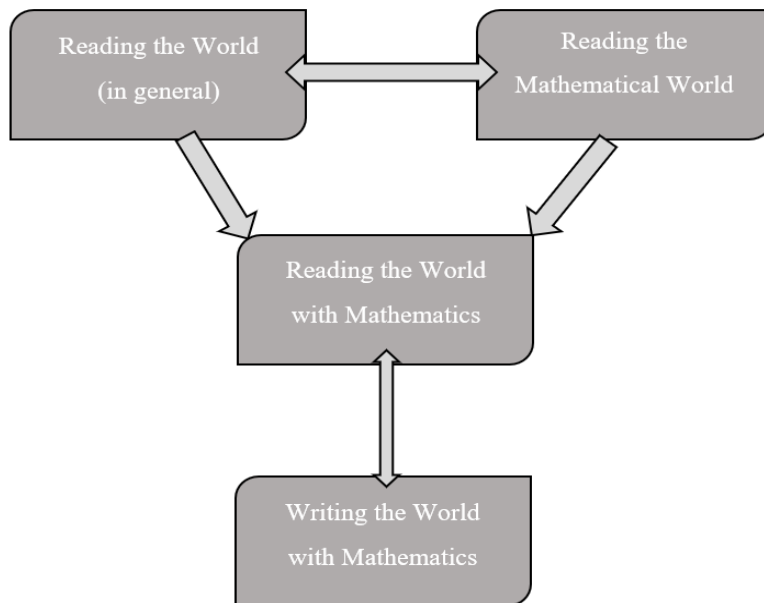 Reading the World
(in general)
Reading the
Mathematical World
Reading the World
with Mathematics
Writing the World
with Mathematics